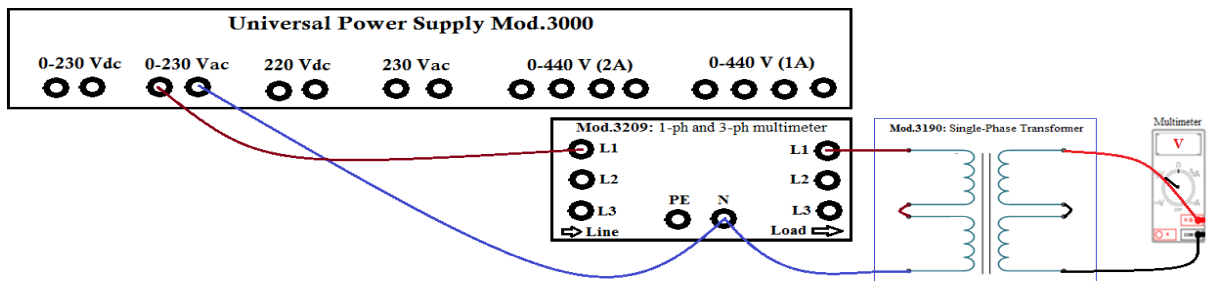 Universal Power Supply Mod.3000
0-230 Vdc 0-230 Vac 220 Vdc 230 Vac 0-440 V (2A) 0-440 V (1A)
Mod.3209: 1-ph and 3-ph multimeter
L1 L1
L2 L2
PE N
L3 L3
Line Load
Mod.3190: Single-Phase Transformer
Multimeter
V